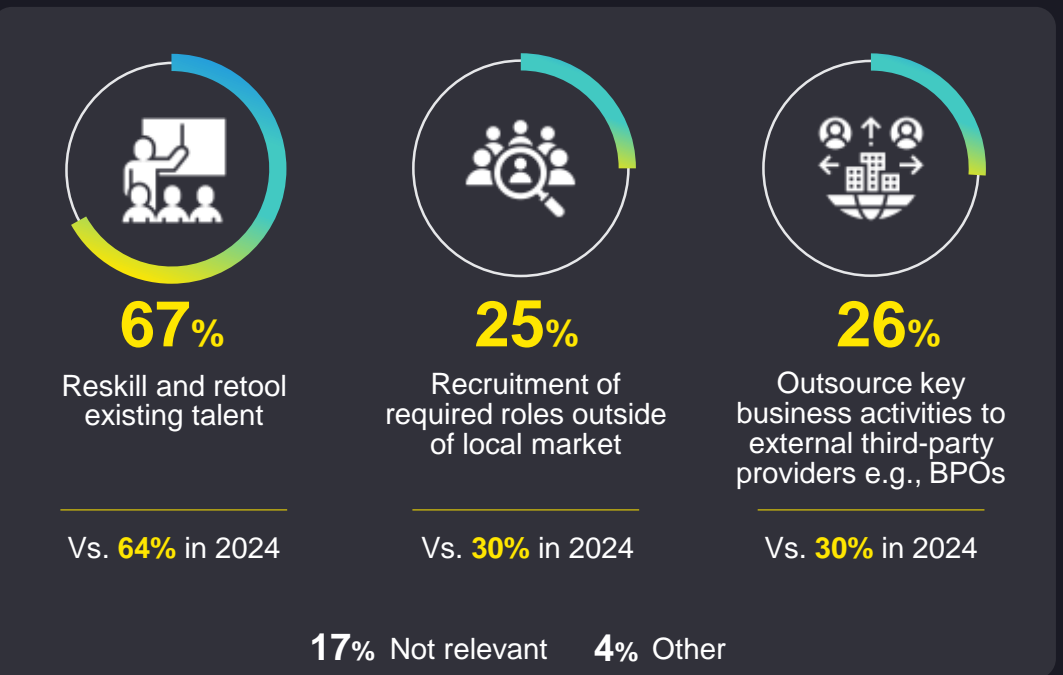 67%
Reskill and retool
existing talent
Vs. 64% in 2024
25%
Recruitment of
required roles outside
of local market
Vs. 30% in 2024
26%
Outsource key
business activities to
external third-party
providers e.g., BPOs
Vs. 30% in 2024
17% Not relevant
4% Other